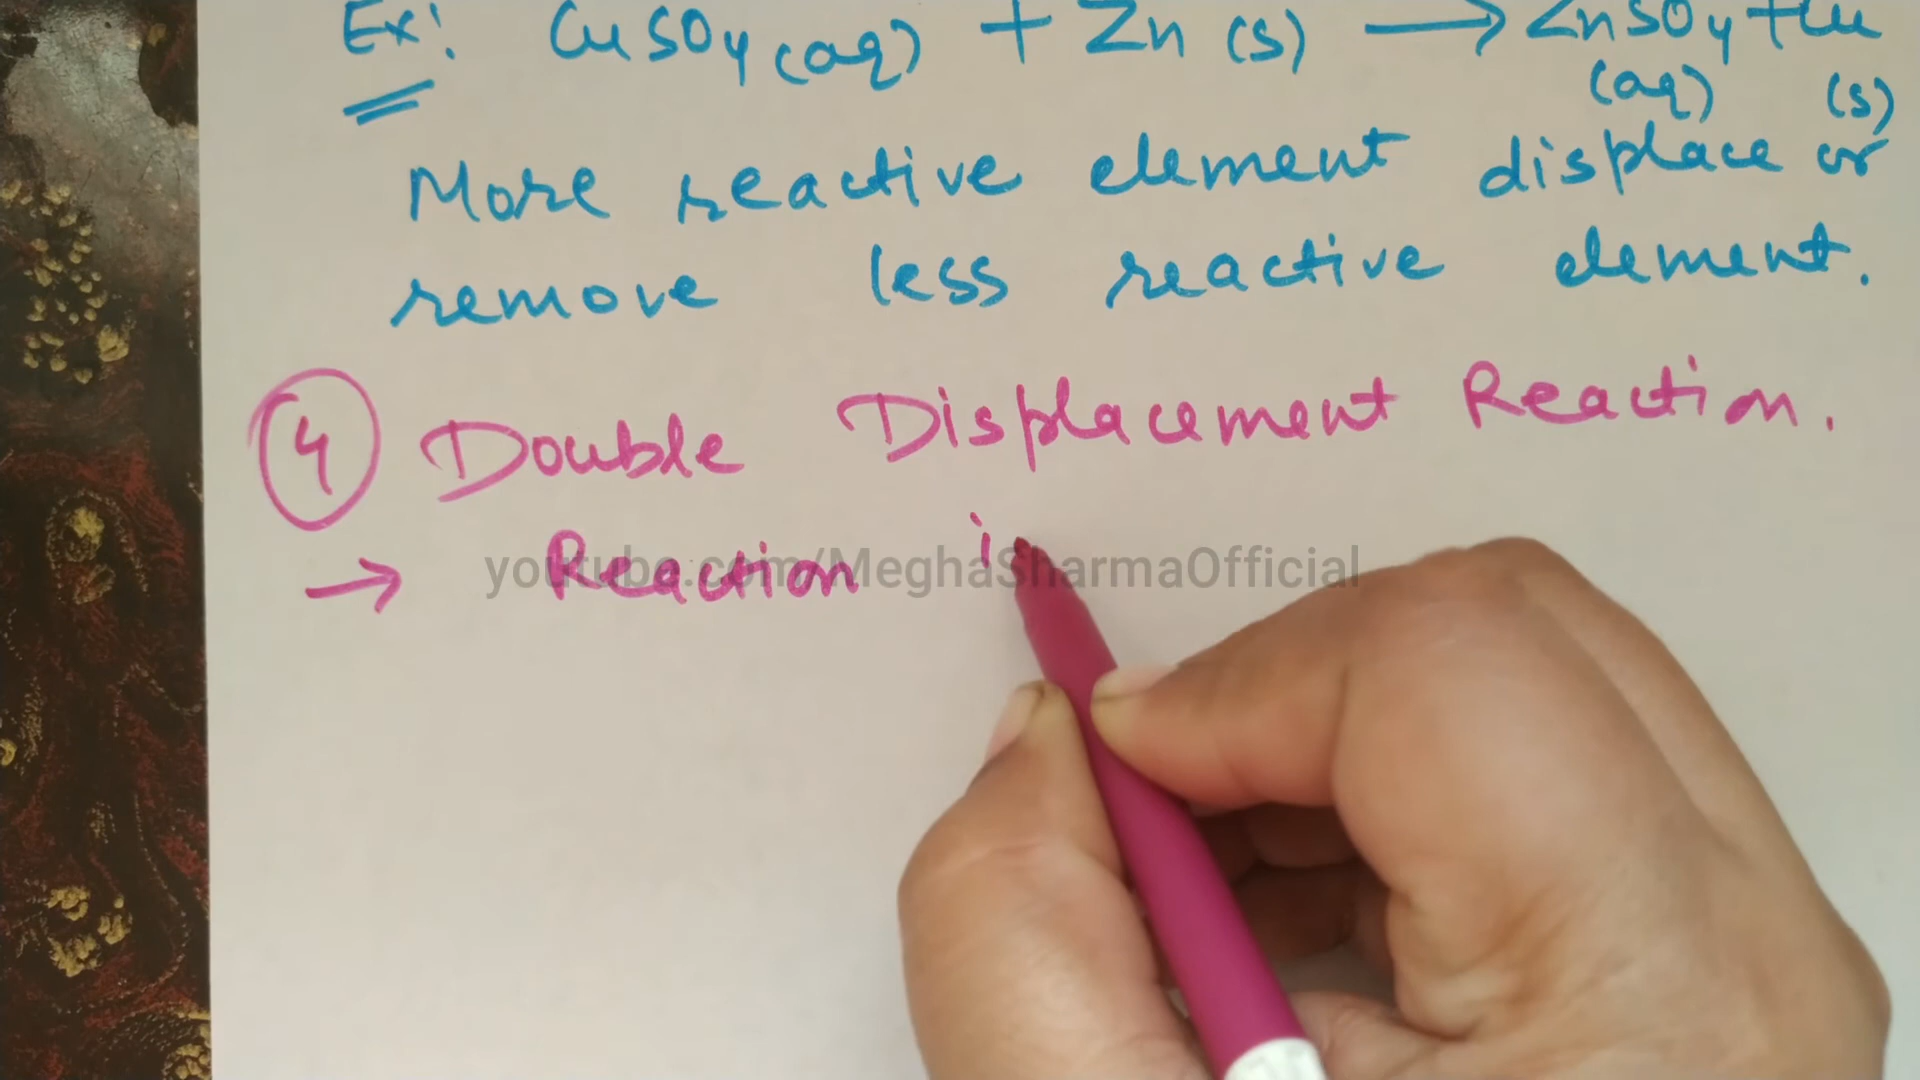 Ex: CuSO4 (aq) + Zn (s) → ZnSO4 + Cu
(aq) (s)
More reactive element displace or
remove less reactive element.
4 Double Displacement Reaction.
→ Reaction i
youtube.com/MeghaSharmaOfficial